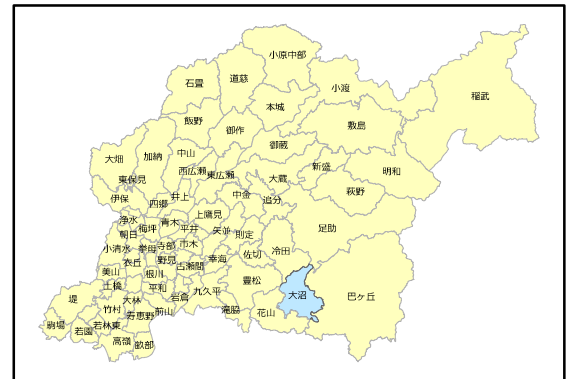 小原中部
道慈
石畳
小渡
稲武
本城
飯野
御作
敷島
御蔵
中山
加納
大畑
新盛
明和
西広瀬
東広瀬
大蔵
東保見
萩野
中金
追分
伊保
四郷
井上
上鷹見
浄水
梅坪
青木
平井
矢並
則定
足助
朝日
小清水
挙母
寺部
市木
冷田
佐切
幸海
衣丘
野見
古瀬間
美山
根川
豊松
土橋
平和
岩倉
九久平
大沼
巴ヶ丘
堤
大林
竹村
寿恵野
前山
滝脇
花山
駒場
若園
若林東
高嶺
畝部